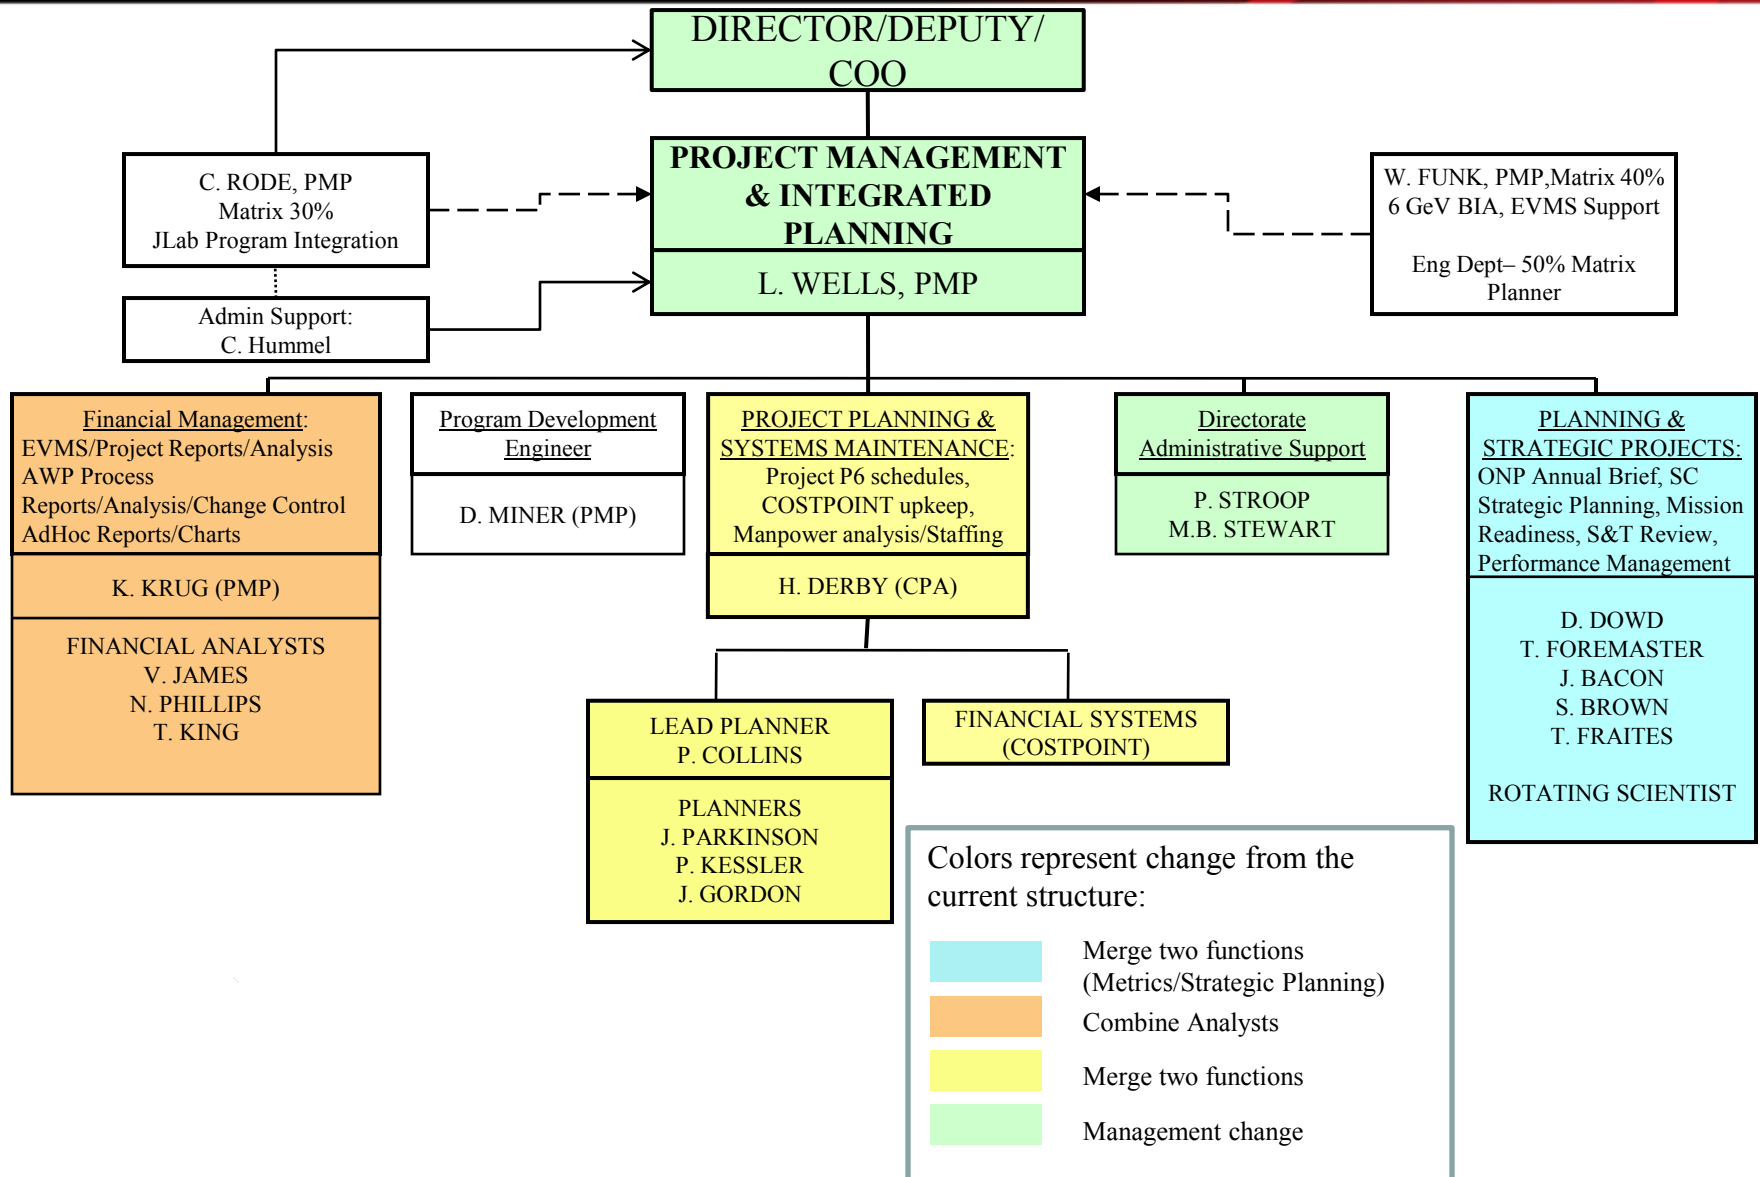 DIRECTOR/DEPUTY/
COO
PROJECT MANAGEMENT
& INTEGRATED
PLANNING
L. WELLS, PMP
C. RODE, PMP
Matrix 30%
JLab Program Integration
Admin Support:
C. Hummel
W. FUNK, PMP,Matrix 40%
6 GeV BIA, EVMS Support
Eng Dept– 50% Matrix
Planner
Financial Management:
EVMS/Project Reports/Analysis
AWP Process
Reports/Analysis/Change Control
AdHoc Reports/Charts
K. KRUG (PMP)
FINANCIAL ANALYSTS
V. JAMES
N. PHILLIPS
T. KING
Program Development
Engineer
D. MINER (PMP)
PROJECT PLANNING &
SYSTEMS MAINTENANCE:
Project P6 schedules,
COSTPOINT upkeep,
Manpower analysis/Staffing
H. DERBY (CPA)
LEAD PLANNER
P. COLLINS
PLANNERS
J. PARKINSON
P. KESSLER
J. GORDON
FINANCIAL SYSTEMS
(COSTPOINT)
Directorate
Administrative Support
P. STROOP
M.B. STEWART
PLANNING &
STRATEGIC PROJECTS:
ONP Annual Brief, SC
Strategic Planning, Mission
Readiness, S&T Review,
Performance Management
D. DOWD
T. FOREMASTER
J. BACON
S. BROWN
T. FRAITES
ROTATING SCIENTIST
Colors represent change from the
current structure:
Merge two functions
(Metrics/Strategic Planning)
Combine Analysts
Merge two functions
Management change